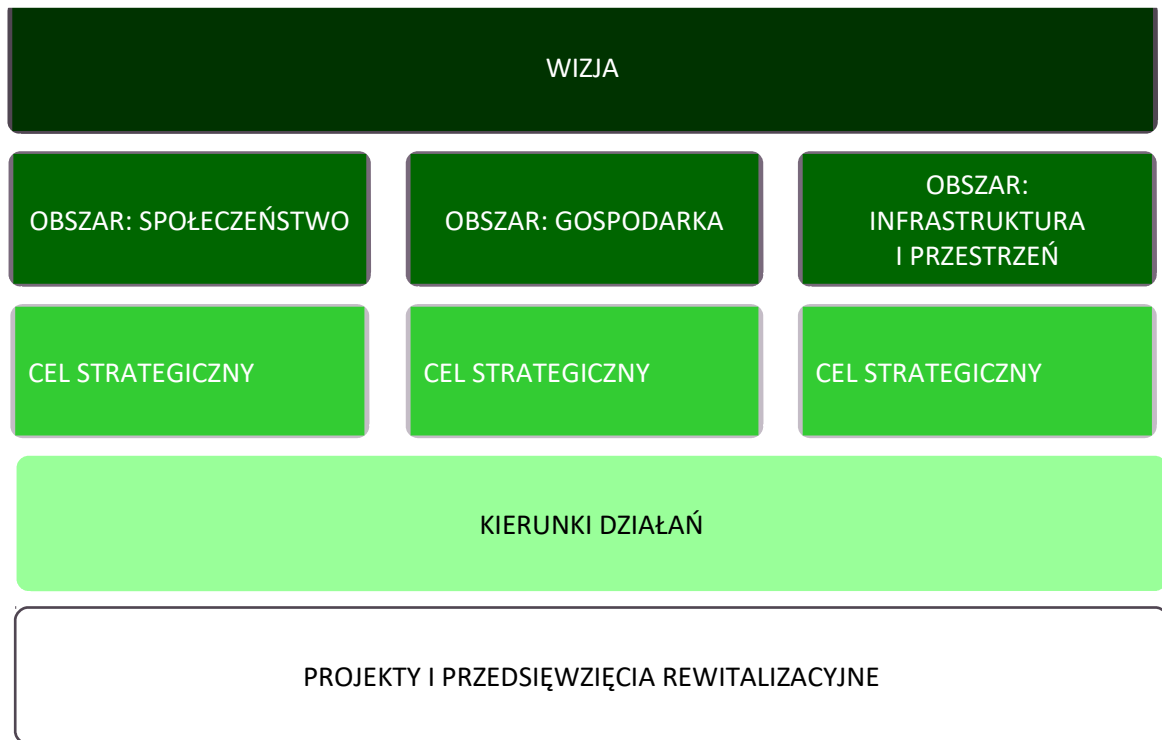 WIZJA
OBSZAR: SPOŁECZEŃSTWO
OBSZAR: GOSPODARKA
OBSZAR:
INFRASTRUKTURA
I PRZESTRZEŃ
CEL STRATEGICZNY
CEL STRATEGICZNY
CEL STRATEGICZNY
KIERUNKI DZIAŁAŃ
PROJEKTY I PRZEDSIĘWZIĘCIA REWITALIZACYJNE